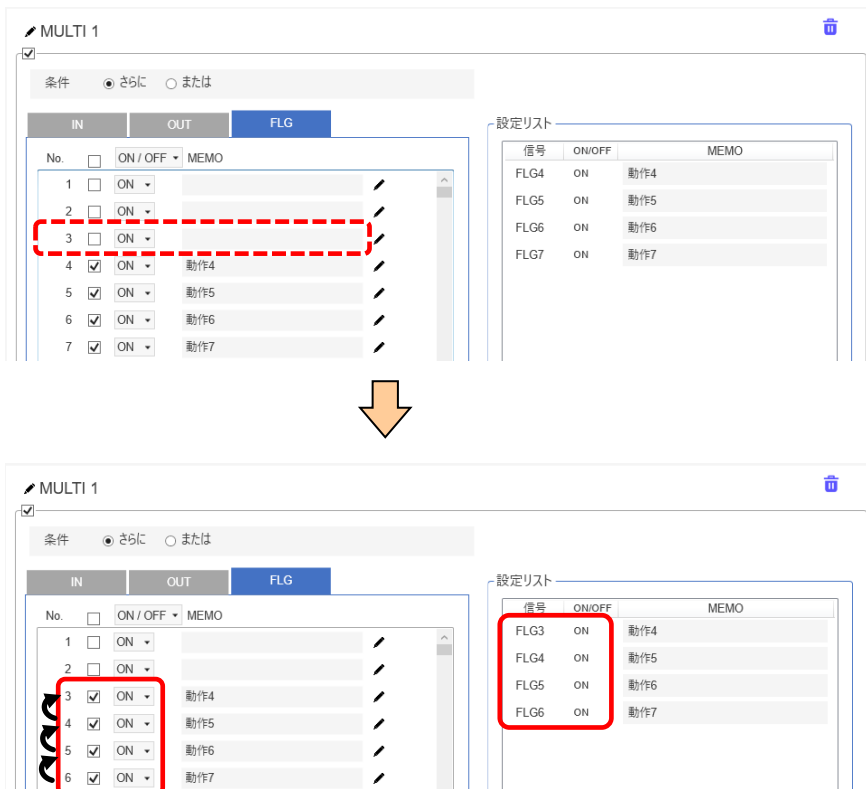 MULTI 1
条件 さらに または
IN OUT FLG
No. ON / OFF MEMO
1 ON
2 ON
3 ON
4 ON 動作4
5 ON 動作5
6 ON 動作6
7 ON 動作7
設定リスト
信号 ON/OFF MEMO
FLG4 ON 動作4
FLG5 ON 動作5
FLG6 ON 動作6
FLG7 ON 動作7
MULTI 1
条件 さらに または
IN OUT FLG
No. ON / OFF MEMO
1 ON
2 ON
3 ON 動作4
4 ON 動作5
5 ON 動作6
6 ON 動作7
設定リスト
信号 ON/OFF MEMO
FLG3 ON 動作4
FLG4 ON 動作5
FLG5 ON 動作6
FLG6 ON 動作7